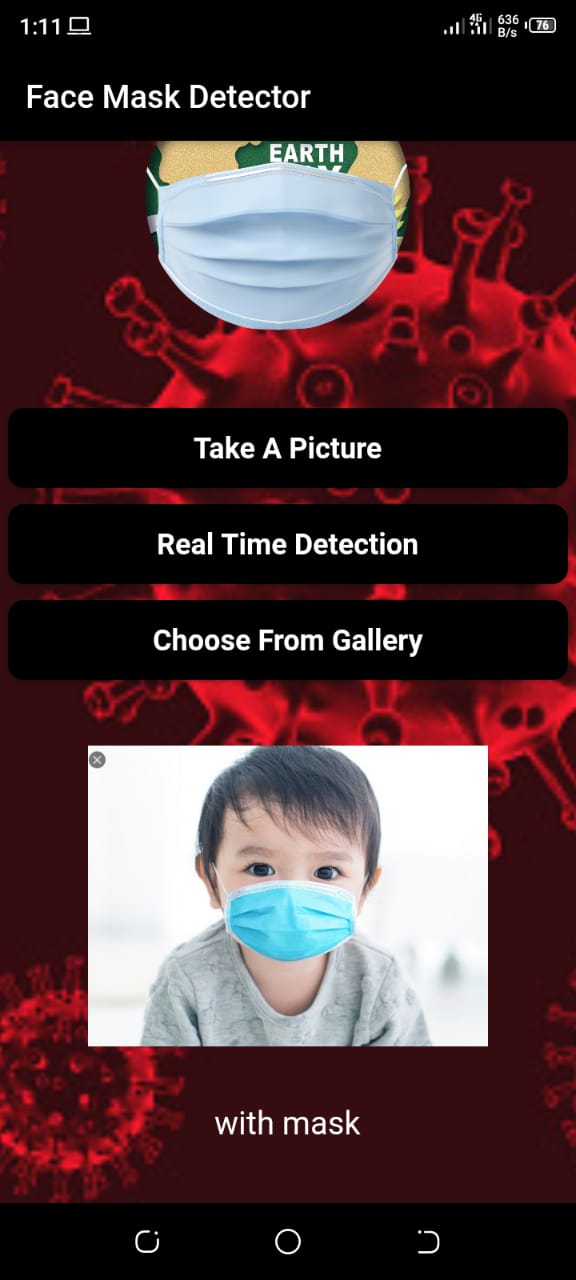 1:11
4G
636
B/s
76
Face Mask Detector
EARTH
Take A Picture
Real Time Detection
Choose From Gallery
with mask